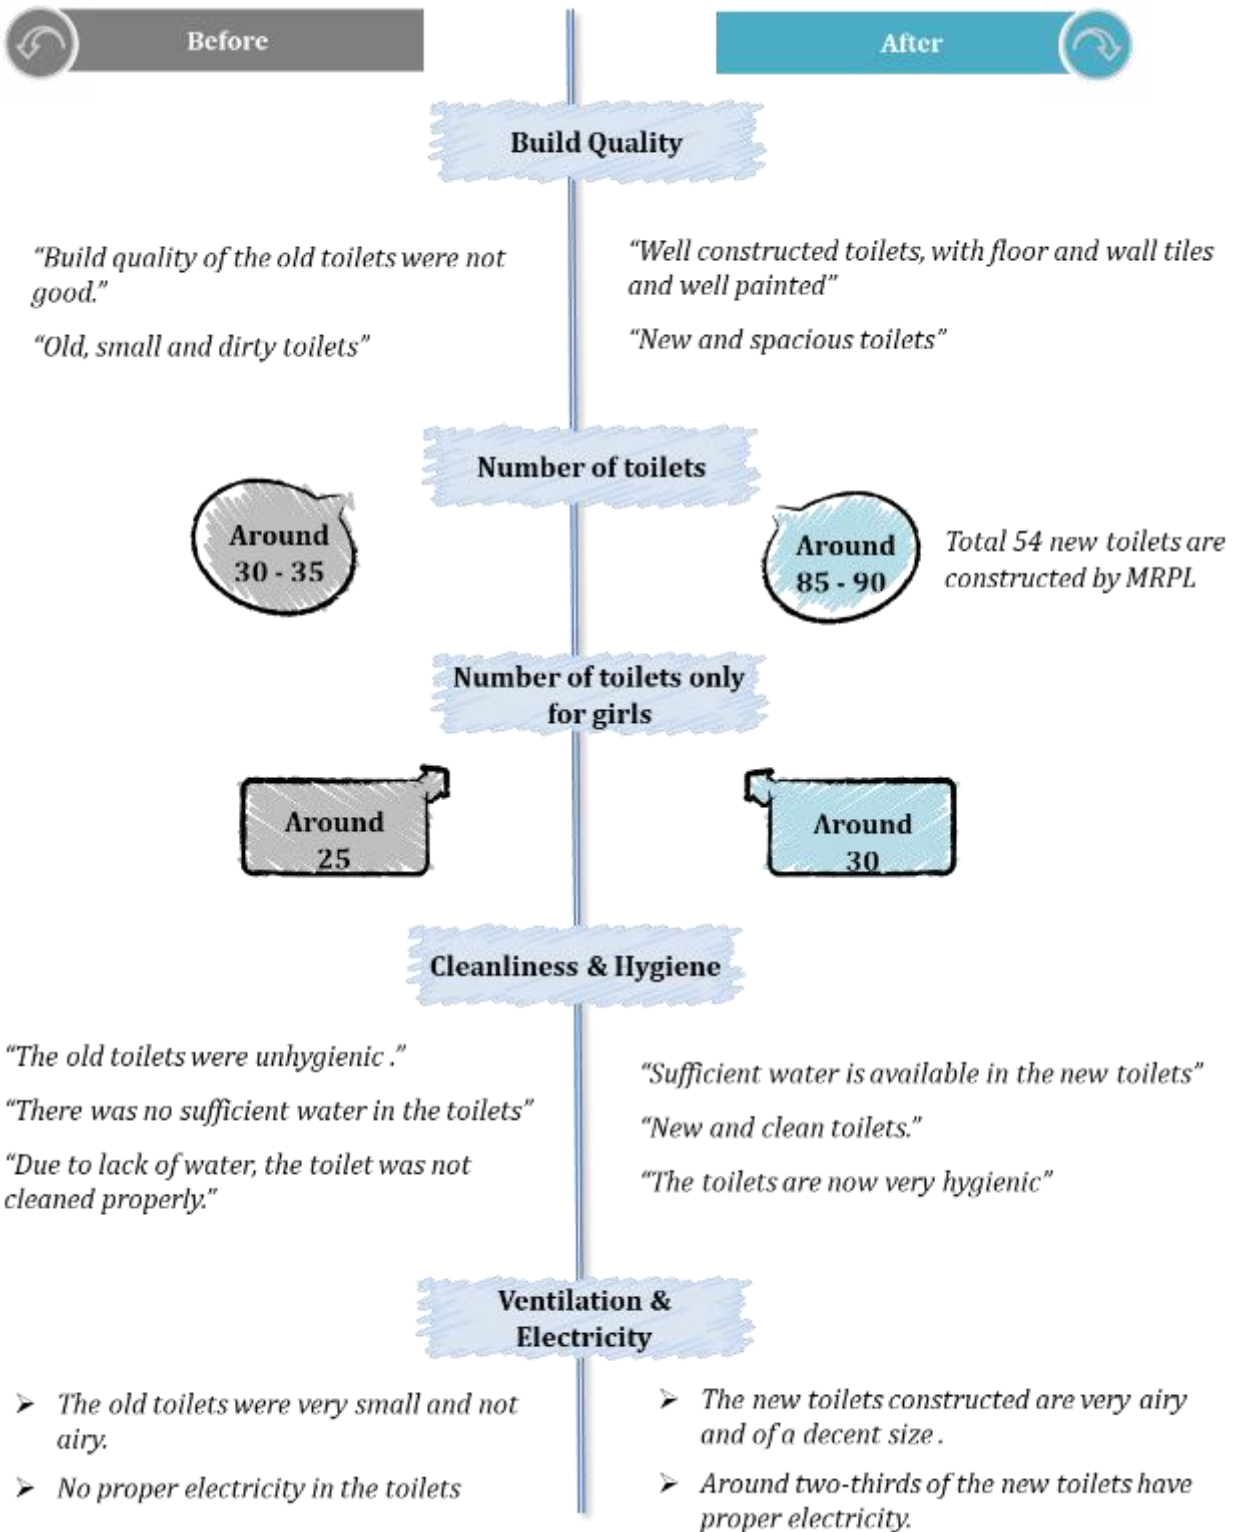 Before
After
Build Quality
“Build quality of the old toilets were not
good.”
“Old, small and dirty toilets”
“Well constructed toilets, with floor and wall tiles
and well painted”
“New and spacious toilets”
Number of toilets
Around
30 - 35
Around
85 - 90
Total 54 new toilets are
constructed by MRPL
Number of toilets only
for girls
Around
25
Around
30
Cleanliness & Hygiene
“The old toilets were unhygienic .”
“There was no sufficient water in the toilets”
“Due to lack of water, the toilet was not
cleaned properly.”
“Sufficient water is available in the new toilets”
“New and clean toilets.”
“The toilets are now very hygienic”
Ventilation &
Electricity
➢ The old toilets were very small and not
airy.
➢ No proper electricity in the toilets
➢ The new toilets constructed are very airy
and of a decent size .
➢ Around two-thirds of the new toilets have
proper electricity.